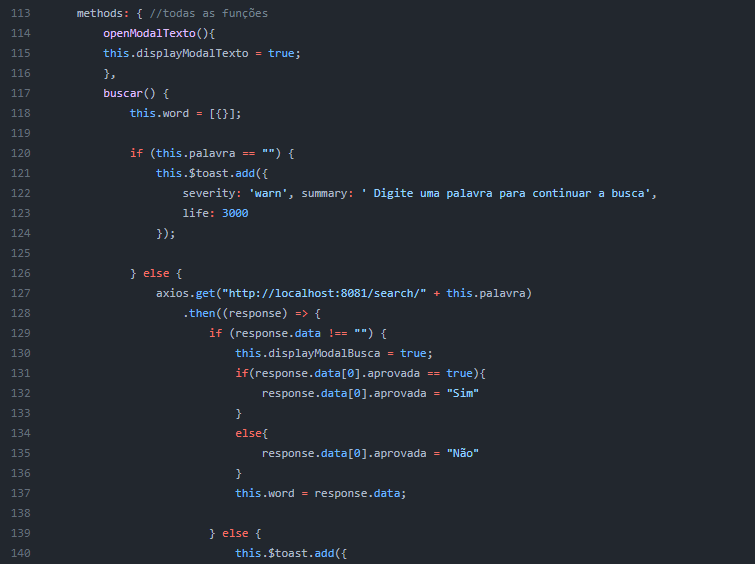 113 methods: { //todas as funções
114 openModalTexto(){
115 this.displayModalTexto = true;
116 },
117 buscar() {
118 this.word = [{}];
119
120 if (this.palavra == "") {
121 this.$toast.add({
122 severity: 'warn', summary: ' Digite uma palavra para continuar a busca',
123 life: 3000
124 });
125
126 } else {
127 axios.get("http://localhost:8081/search/" + this.palavra)
128 .then((response) => {
129 if (response.data !== "") {
130 this.displayModalBusca = true;
131 if(response.data[0].aprovada == true){
132 response.data[0].aprovada = "Sim"
133 }
134 else{
135 response.data[0].aprovada = "Não"
136 }
137 this.word = response.data;
138
139 } else {
140 this.$toast.add({